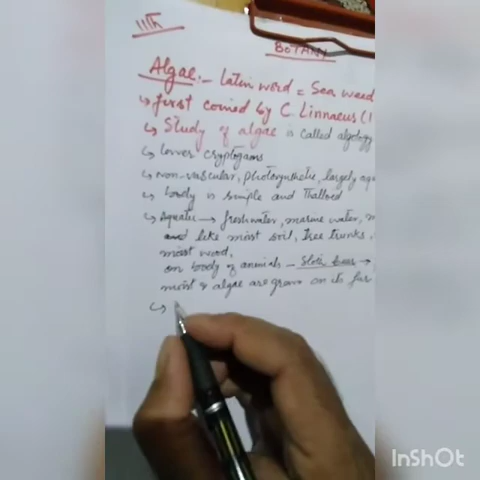 11th
BOTANY
Algae:- Latin word = Sea weed
↳ first coined by C. Linnaeus (1
↳ Study of algae is called algology
↳ Lower cryptogams
↳ non-vascular, photosynthetic, largely aqu
↳ body is simple and Thalloid
↳ Aquatic → freshwater, marine water, m
and like moist soil, tree trunks,
moist wood,
on body of animals - Sloth bear →
moist & algae are grown on its fur
↳
InShOt